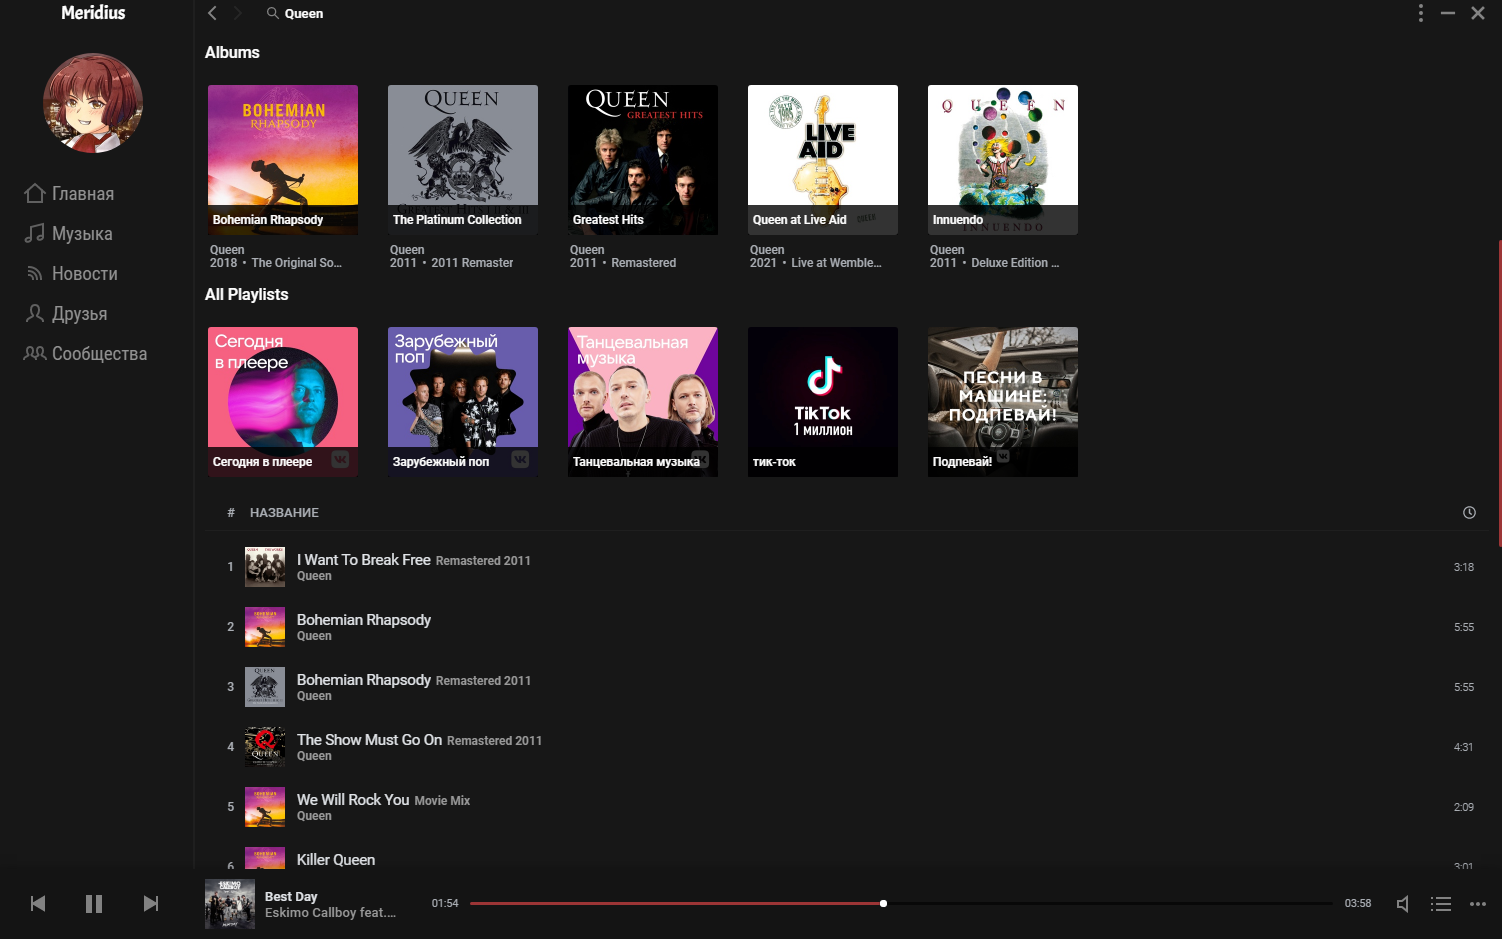 Meridius
Queen
Главная
Музыка
Новости
Друзья
Сообщества
Albums
BOHEMIAN
RHAPSODY
Bohemian Rhapsody
Queen
2018 • The Original So...
QUEEN
The Platinum Collection
Queen
2011 • 2011 Remaster
QUEEN
GREATEST HITS
Greatest Hits
Queen
2011 • Remastered
LIVE
AID
Queen at Live Aid
Queen
2021 • Live at Wemble...
QUEEN
Innuendo
INNUENDO
Queen
2011 • Deluxe Edition ...
All Playlists
Сегодня
в плеере
Сегодня в плеере
Зарубежный
поп
Зарубежный поп
Танцевальная
музыка
Танцевальная музыка
TikTok
1 миллион
тик-ток
ПЕСНИ В
МАШИНЕ:
ПОДПЕВАЙ!
Подпевай!
# НАЗВАНИЕ
1 I Want To Break Free Remastered 2011 3:18
Queen
2 Bohemian Rhapsody 5:55
Queen
3 Bohemian Rhapsody Remastered 2011 5:55
Queen
4 The Show Must Go On Remastered 2011 4:31
Queen
5 We Will Rock You Movie Mix 2:09
Queen
6 Killer Queen 3:01
Best Day
Eskimo Callboy feat....
01:54
03:58